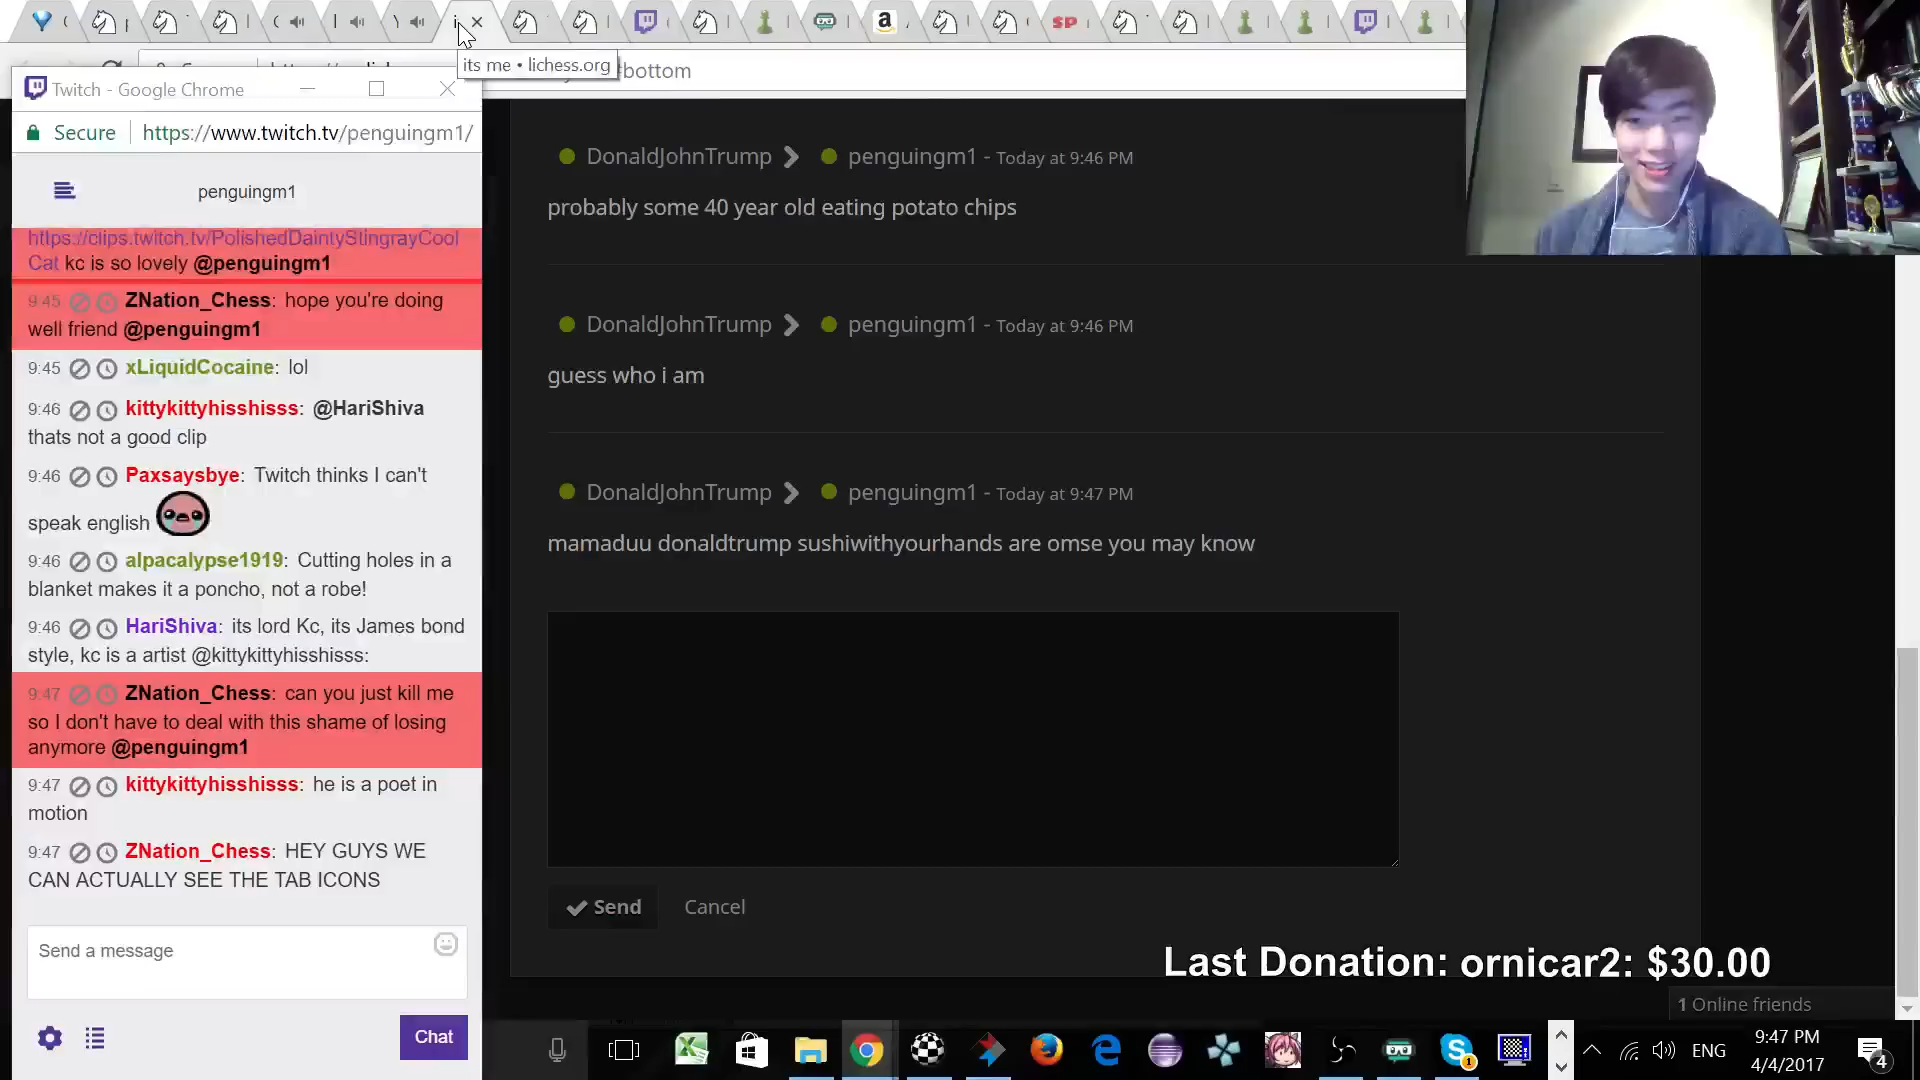 its me • lichess.org
bottom
Twitch - Google Chrome
Secure
https://www.twitch.tv/penguingm1/
penguingm1
https://clips.twitch.tv/PolishedDaintyStingrayCool
Cat kc is so lovely @penguingm1
9:45 ZNation_Chess: hope you're doing
well friend @penguingm1
9:45 xLiquidCocaine: lol
9:46 kittykittyhisshisss: @HariShiva
thats not a good clip
9:46 Paxsaysbye: Twitch thinks I can't
speak english
9:46 alpacalypse1919: Cutting holes in a
blanket makes it a poncho, not a robe!
9:46 HariShiva: its lord Kc, its James bond
style, kc is a artist @kittykittyhisshisss:
9:47 ZNation_Chess: can you just kill me
so I don't have to deal with this shame of losing
anymore @penguingm1
9:47 kittykittyhisshisss: he is a poet in
motion
9:47 ZNation_Chess: HEY GUYS WE
CAN ACTUALLY SEE THE TAB ICONS
Send a message
Chat
DonaldJohnTrump penguingm1 - Today at 9:46 PM
probably some 40 year old eating potato chips
DonaldJohnTrump penguingm1 - Today at 9:46 PM
guess who i am
DonaldJohnTrump penguingm1 - Today at 9:47 PM
mamaduu donaldtrump sushiwithyourhands are omse you may know
Send
Cancel
Last Donation: ornicar2: $30.00
1 Online friends
ENG
9:47 PM
4/4/2017
4